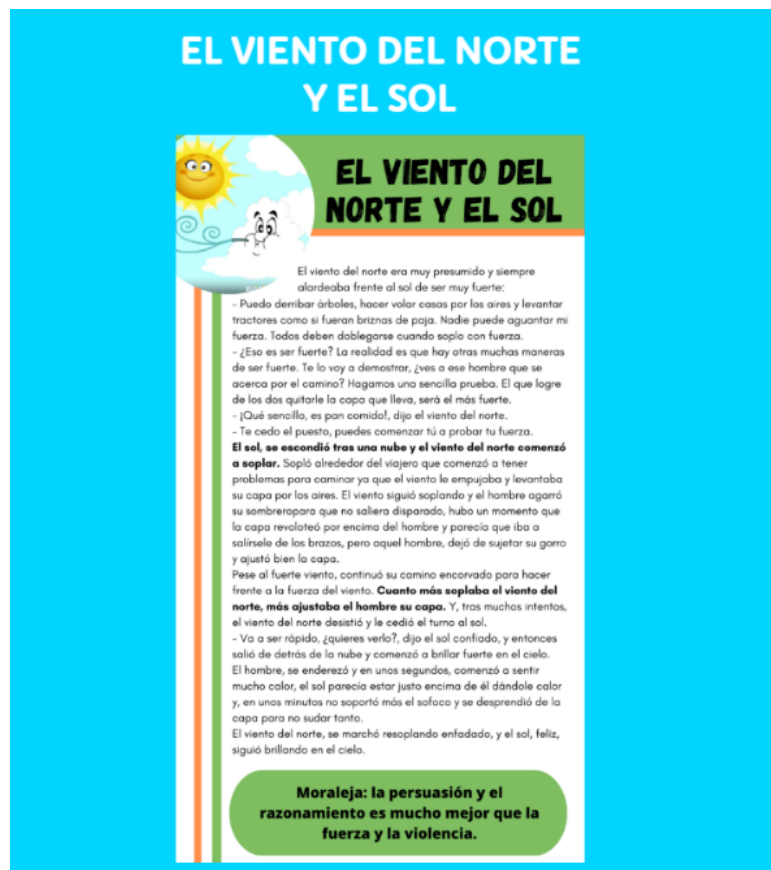 EL VIENTO DEL NORTE
Y EL SOL
EL VIENTO DEL
NORTE Y EL SOL
El viento del norte era muy presumido y siempre
alardeaba frente al sol de ser muy fuerte:
- Puedo derribar árboles, hacer volar casas por los aires y levantar
tractores como si fueran briznas de paja. Nadie puede aguantar mi
fuerza. Todos deben doblegarse cuando soplo con fuerza.
- ¿Eso es ser fuerte? La realidad es que hay otras muchas maneras
de ser fuerte. Te lo voy a demostrar, ¿ves a ese hombre que se
acerca por el camino? Hagamos una sencilla prueba. El que logre
de los dos quitarle la capa que lleva, será el más fuerte.
- ¡Qué sencillo, es pan comido!, dijo el viento del norte.
- Te cedo el puesto, puedes comenzar tú a probar tu fuerza.
El sol, se escondió tras una nube y el viento del norte comenzó
a soplar. Sopló alrededor del viajero que comenzó a tener
problemas para caminar ya que el viento le empujaba y levantaba
su capa por los aires. El viento siguió soplando y el hombre agarró
su sombreropara que no saliera disparado, hubo un momento que
la capa revoloteó por encima del hombre y parecía que iba a
salírsele de los brazos, pero aquel hombre, dejó de sujetar su gorro
y ajustó bien la capa.
Pese al fuerte viento, continuó su camino encorvado para hacer
frente a la fuerza del viento. Cuanto más soplaba el viento del
norte, más ajustaba el hombre su capa. Y, tras muchos intentos,
el viento del norte desistió y le cedió el turno al sol.
- Va a ser rápido, ¿quieres verlo?, dijo el sol confiado, y entonces
salió de detrás de la nube y comenzó a brillar fuerte en el cielo.
El hombre, se enderezó y en unos segundos, comenzó a sentir
mucho calor, el sol parecía estar justo encima de él dándole calor
y, en unos minutos no soportó más el sofoco y se desprendió de la
capa para no sudar tanto.
El viento del norte, se marchó resoplando enfadado, y el sol, feliz,
siguió brillando en el cielo.
Moraleja: la persuasión y el
razonamiento es mucho mejor que la
fuerza y la violencia.